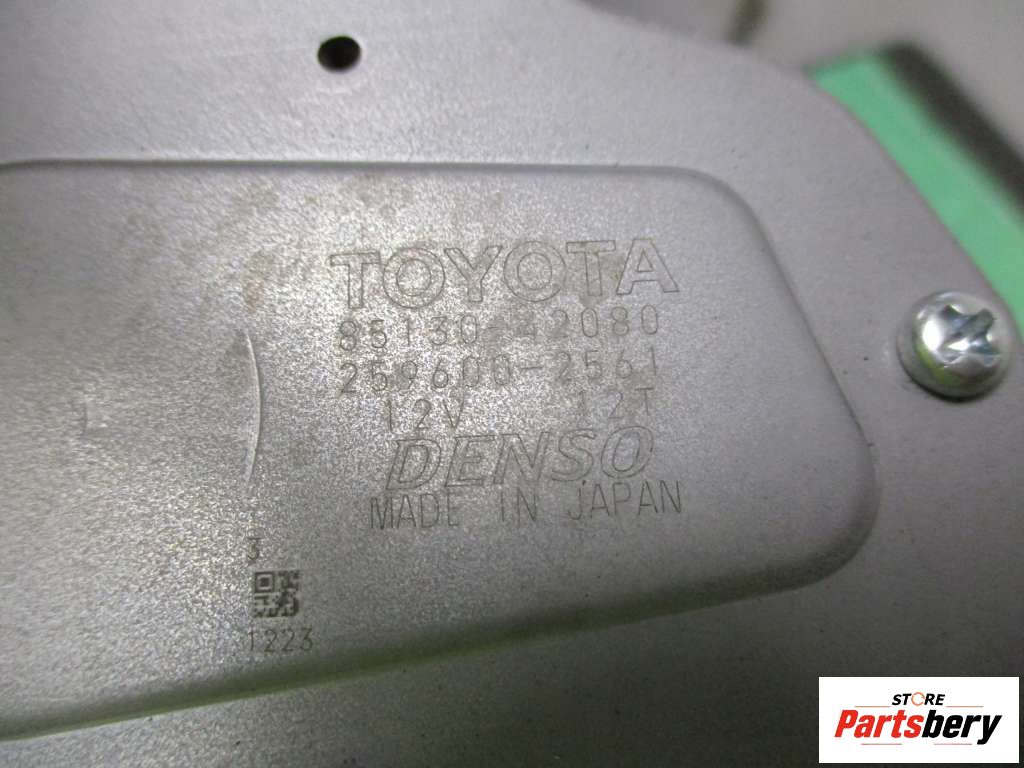 TOYOTA
85130-42080
259600-2561
12V 12T
DENSO
MADE IN JAPAN
3
1223
STORE
Partsbery